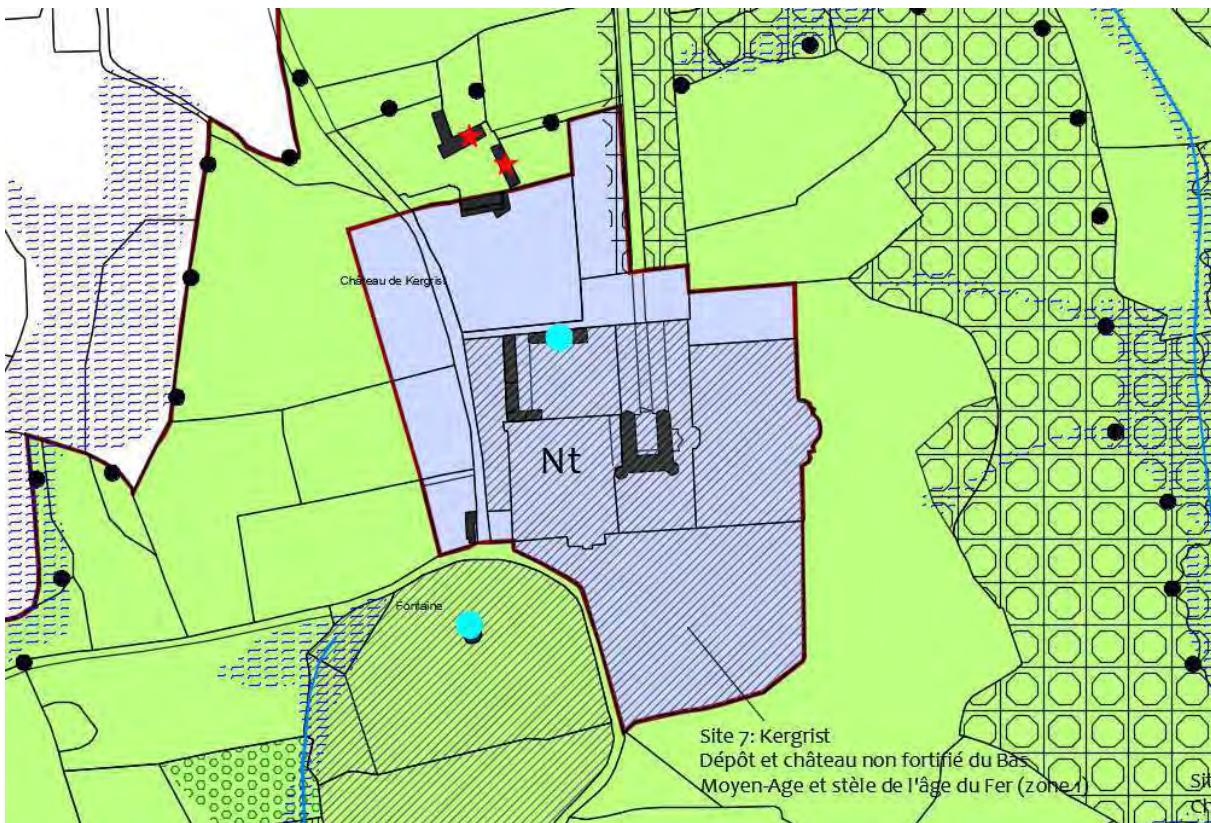 Château de Kergrist
Nt
Fontaine
Site 7: Kergrist
Dépôt et château non fortifié du Bas
Moyen-Age et stèle de l'âge du Fer (zone 1)